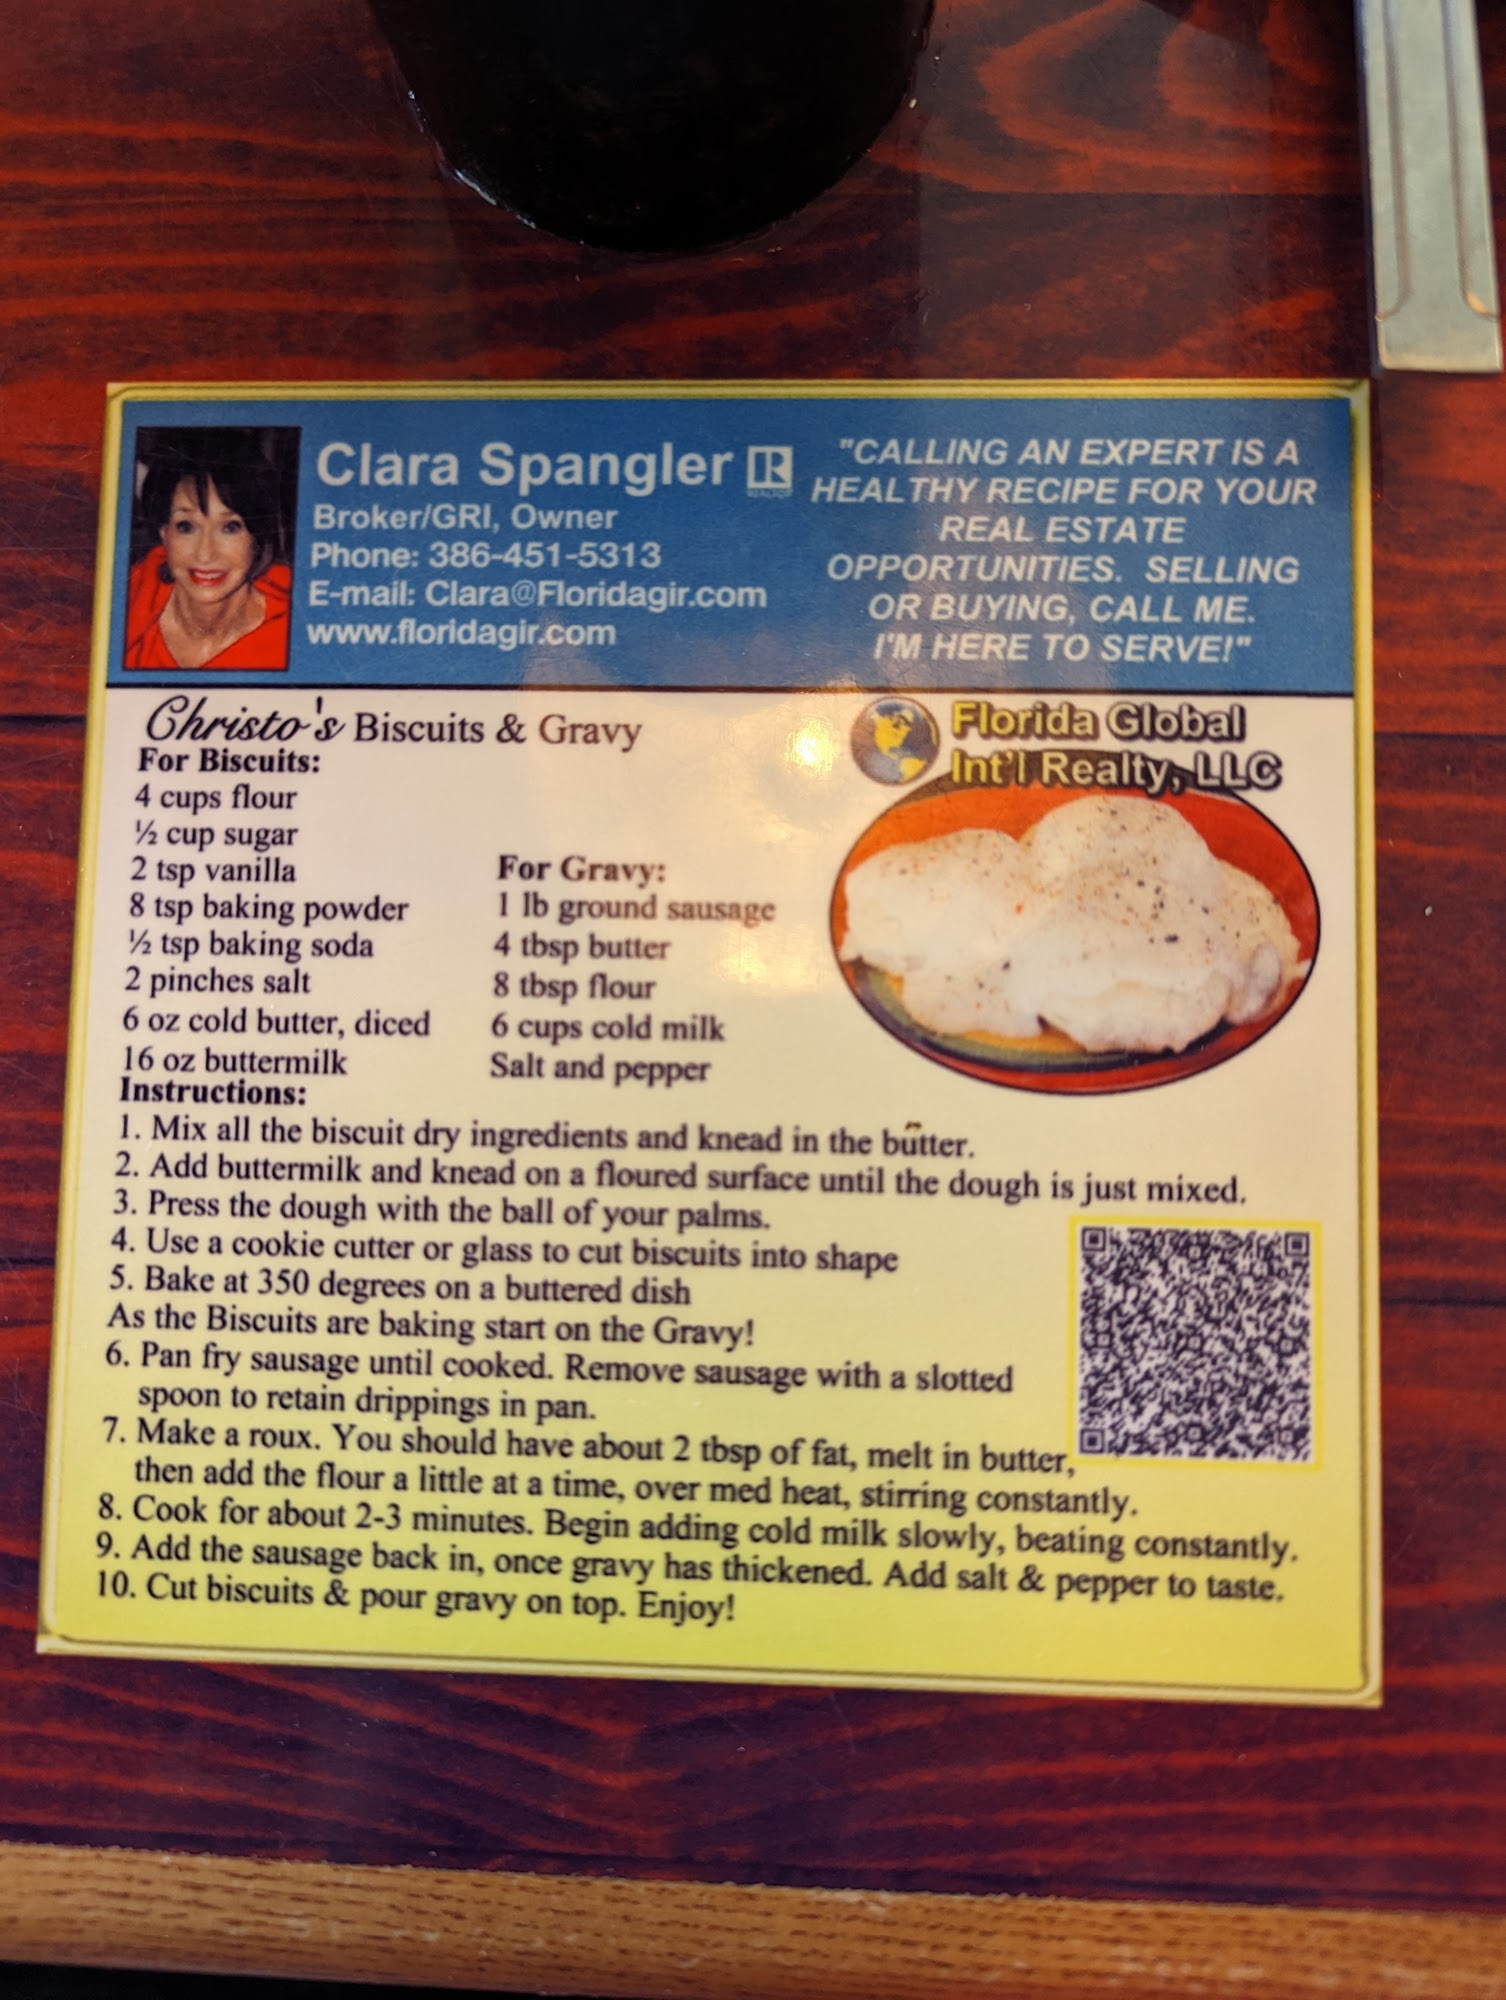 Clara Spangler R
REALTOR
Broker/GRI, Owner
Phone: 386-451-5313
E-mail: Clara@Floridagir.com
www.floridagir.com
"CALLING AN EXPERT IS A
HEALTHY RECIPE FOR YOUR
REAL ESTATE
OPPORTUNITIES. SELLING
OR BUYING, CALL ME.
I'M HERE TO SERVE!"
Christo's Biscuits & Gravy
Florida Global
Int'l Realty, LLC
For Biscuits:
4 cups flour
½ cup sugar
2 tsp vanilla
8 tsp baking powder
½ tsp baking soda
2 pinches salt
6 oz cold butter, diced
16 oz buttermilk
For Gravy:
1 lb ground sausage
4 tbsp butter
8 tbsp flour
6 cups cold milk
Salt and pepper
Instructions:
1. Mix all the biscuit dry ingredients and knead in the butter.
2. Add buttermilk and knead on a floured surface until the dough is just mixed.
3. Press the dough with the ball of your palms.
4. Use a cookie cutter or glass to cut biscuits into shape
5. Bake at 350 degrees on a buttered dish
As the Biscuits are baking start on the Gravy!
6. Pan fry sausage until cooked. Remove sausage with a slotted
spoon to retain drippings in pan.
7. Make a roux. You should have about 2 tbsp of fat, melt in butter,
then add the flour a little at a time, over med heat, stirring constantly.
8. Cook for about 2-3 minutes. Begin adding cold milk slowly, beating constantly.
9. Add the sausage back in, once gravy has thickened. Add salt & pepper to taste.
10. Cut biscuits & pour gravy on top. Enjoy!